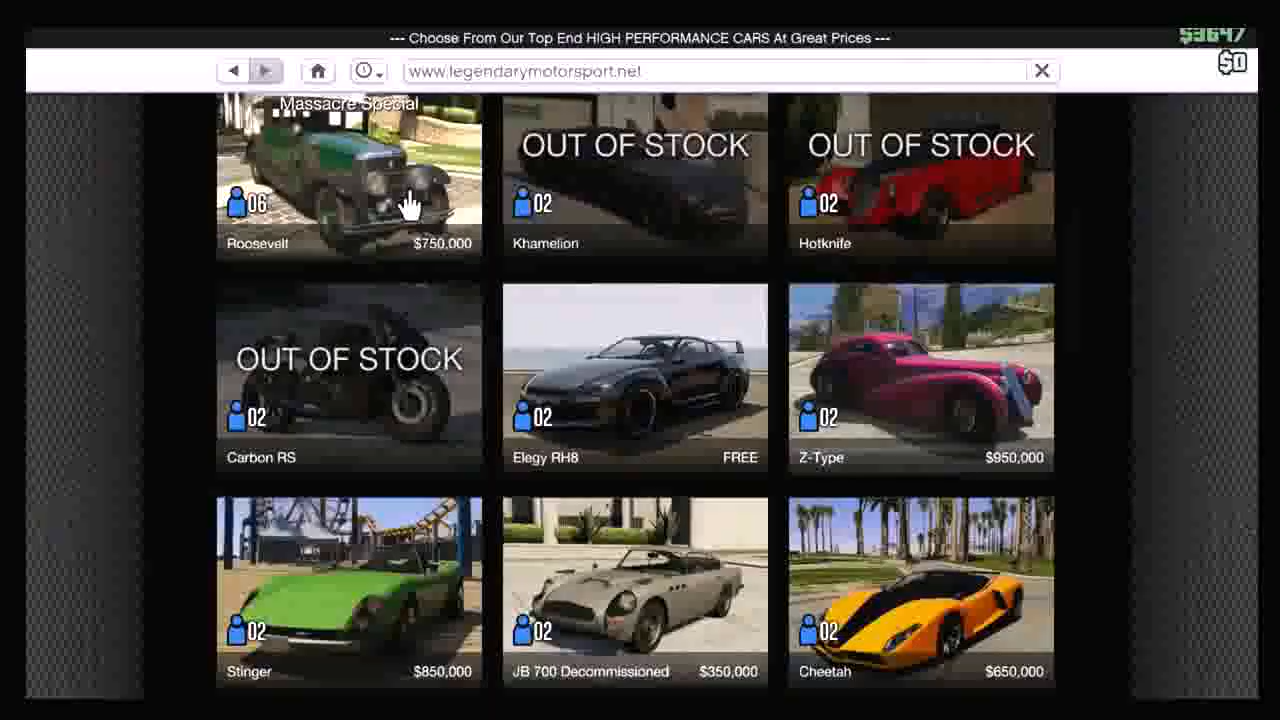 --- Choose From Our Top End HIGH PERFORMANCE CARS At Great Prices ---
$3647
$0
www.legendarymotorsport.net
Massacre Special
06
Roosevelt $750,000
OUT OF STOCK
02
Khamelion
OUT OF STOCK
02
Hotknife
OUT OF STOCK
02
Carbon RS
02
Elegy RH8 FREE
02
Z-Type $950,000
02
Stinger $850,000
02
JB 700 Decommissioned $350,000
02
Cheetah $650,000